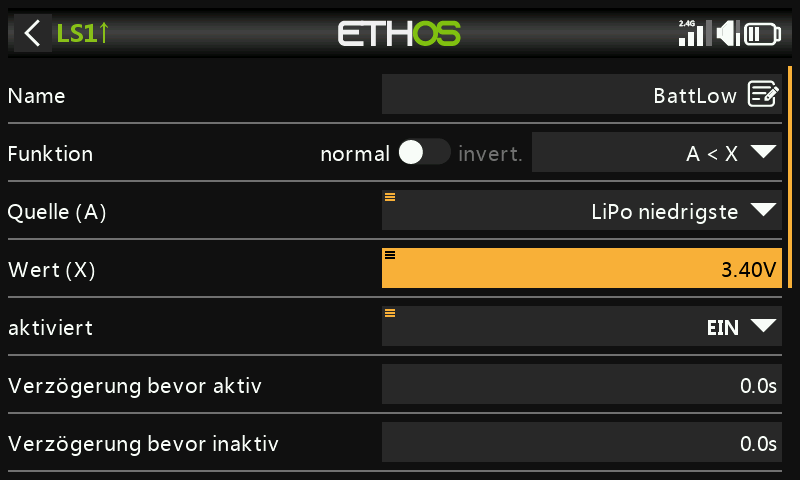 LS1↑ ETHOS 2.4G
Name BattLow
Funktion normal invert. A < X
Quelle (A) LiPo niedrigste
Wert (X) 3.40V
aktiviert EIN
Verzögerung bevor aktiv 0.0s
Verzögerung bevor inaktiv 0.0s